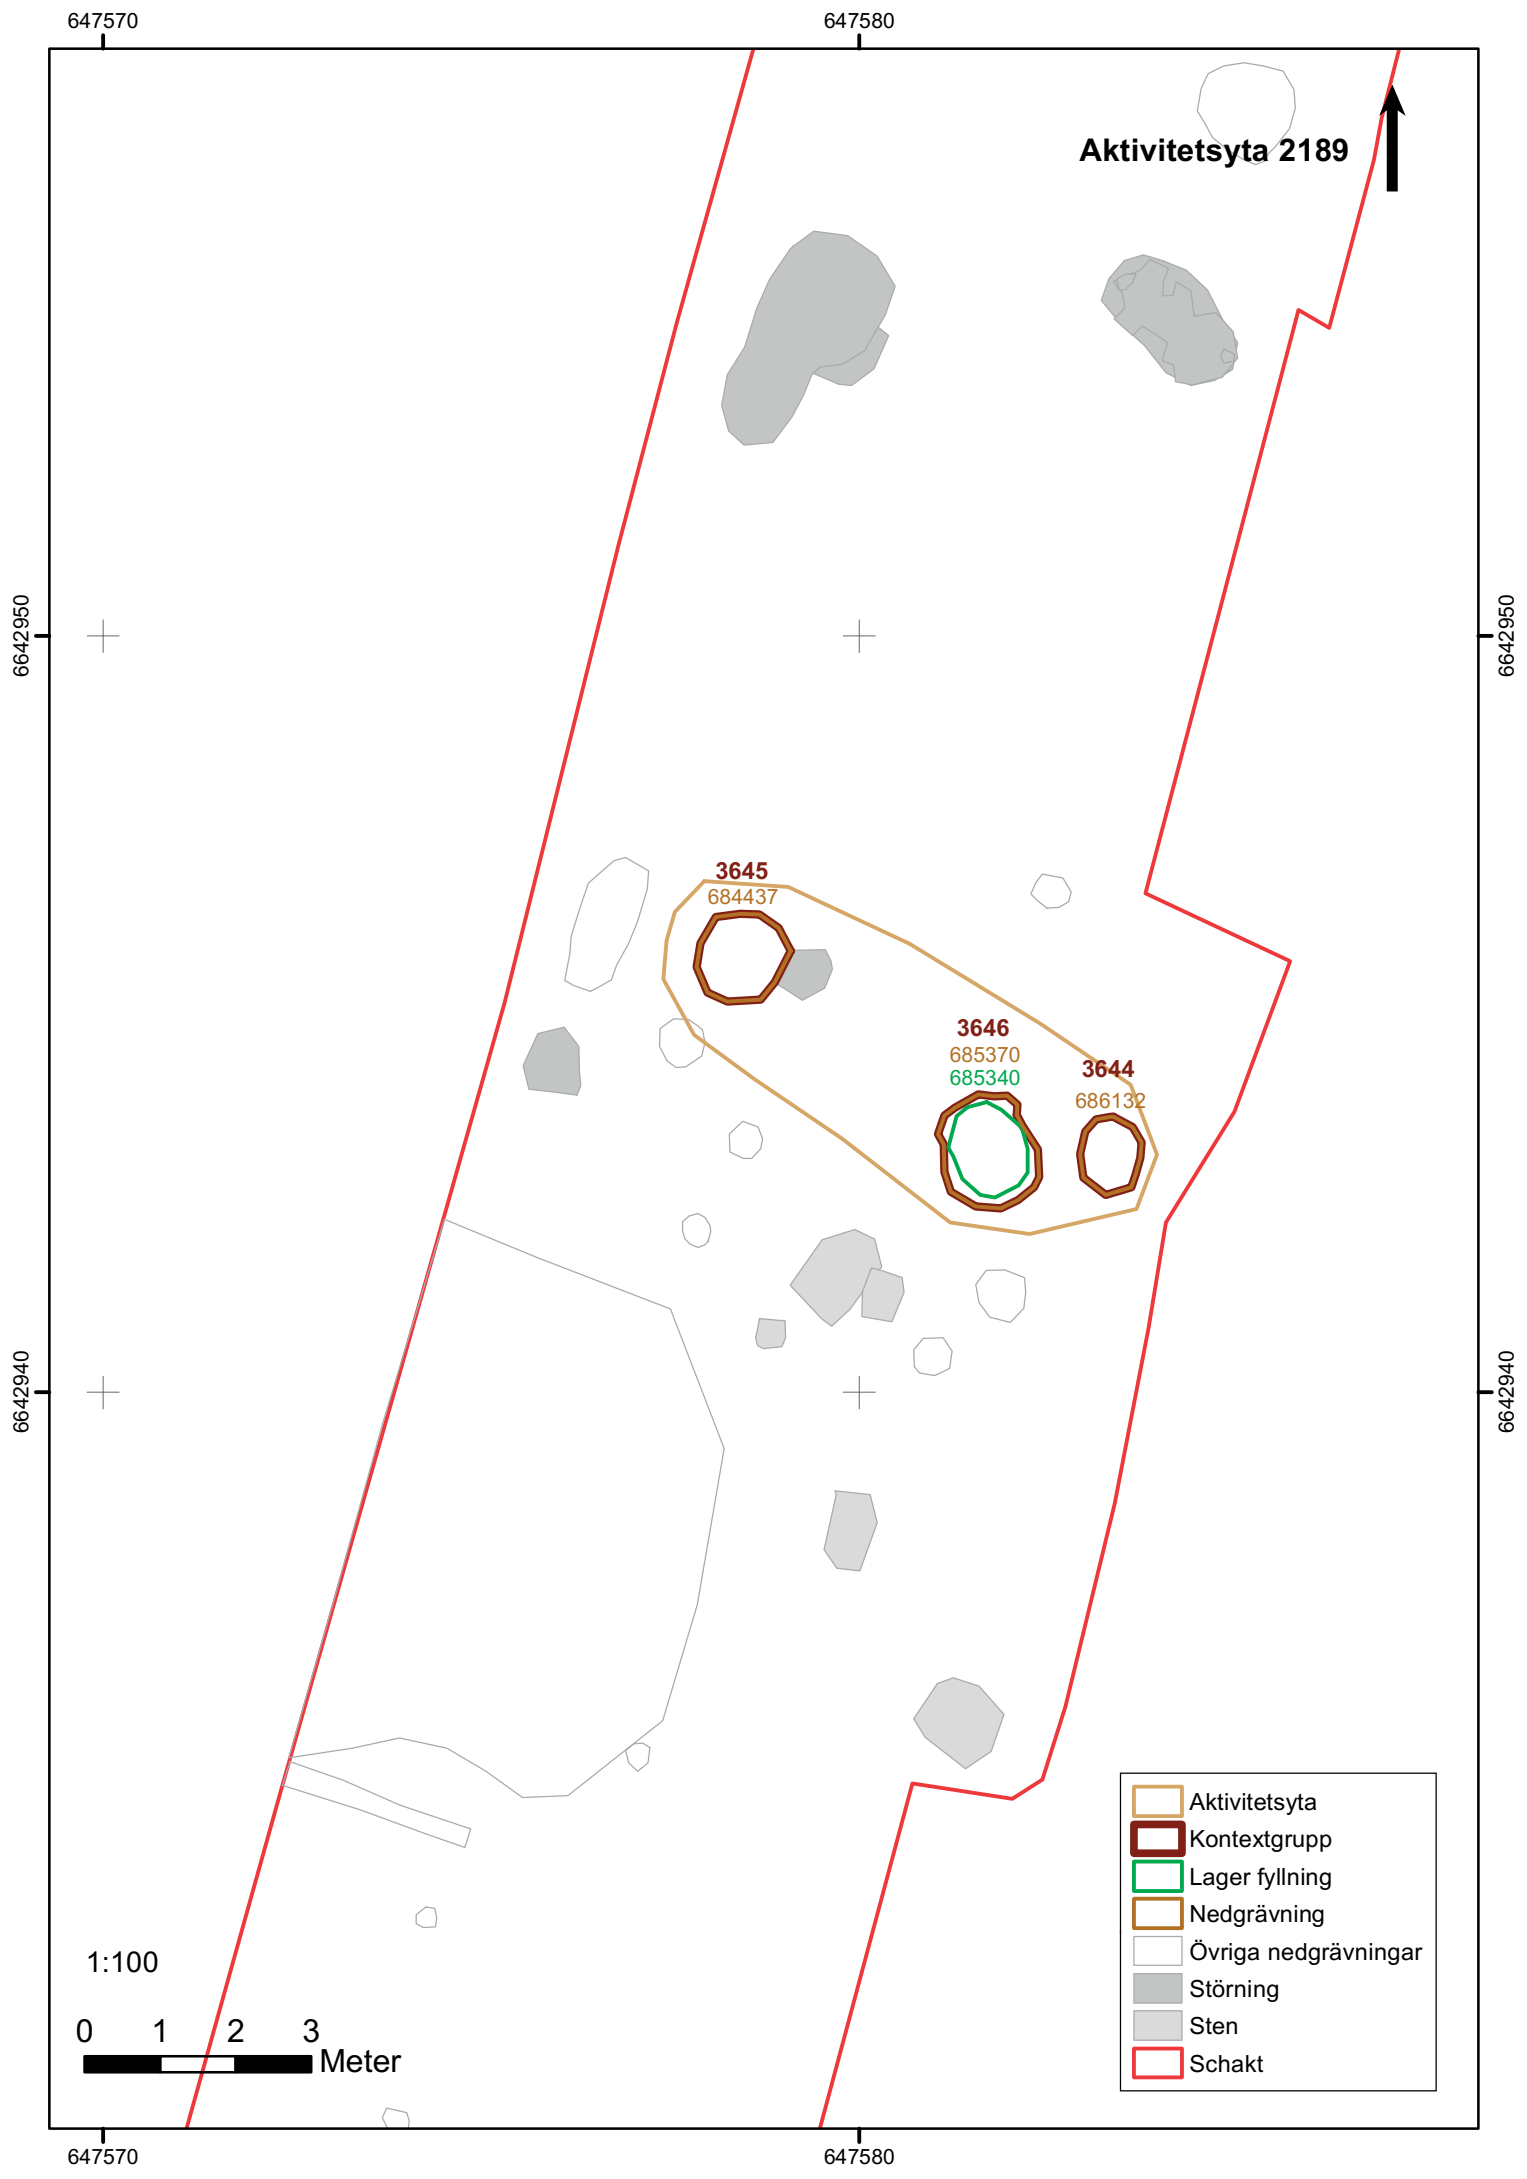 647570
647580
Aktivitetsyta 2189
6642950
6642950
3645
684437
3646
685370
685340
3644
686132
6642940
6642940
Aktivitetsyta
Kontextgrupp
Lager fyllning
Nedgrävning
Övriga nedgrävningar
Störning
Sten
Schakt
1:100
0 1 2 3
Meter
647570
647580